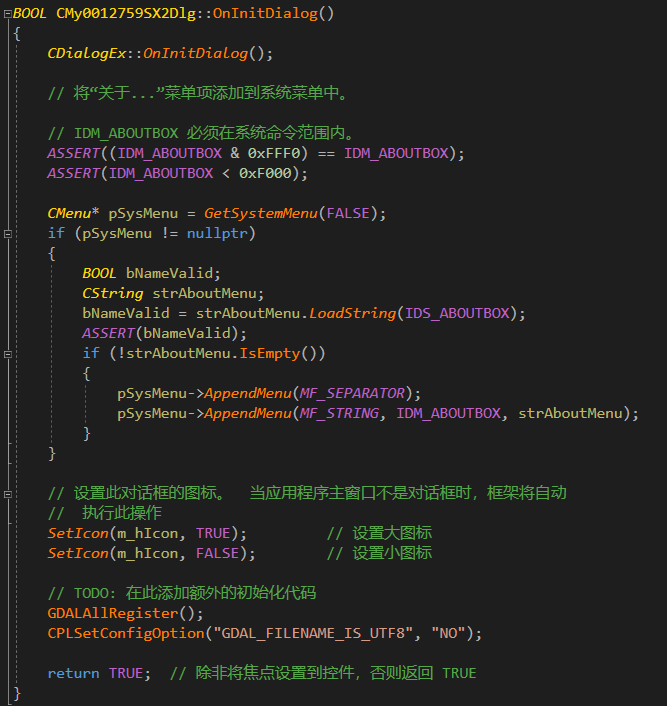 BOOL CMy0012759SX2Dlg::OnInitDialog()
{
    CDialogEx::OnInitDialog();

    // 将“关于...”菜单项添加到系统菜单中。

    // IDM_ABOUTBOX 必须在系统命令范围内。
    ASSERT((IDM_ABOUTBOX & 0xFFF0) == IDM_ABOUTBOX);
    ASSERT(IDM_ABOUTBOX < 0xF000);

    CMenu* pSysMenu = GetSystemMenu(FALSE);
    if (pSysMenu != nullptr)
    {
        BOOL bNameValid;
        CString strAboutMenu;
        bNameValid = strAboutMenu.LoadString(IDS_ABOUTBOX);
        ASSERT(bNameValid);
        if (!strAboutMenu.IsEmpty())
        {
            pSysMenu->AppendMenu(MF_SEPARATOR);
            pSysMenu->AppendMenu(MF_STRING, IDM_ABOUTBOX, strAboutMenu);
        }
    }

    // 设置此对话框的图标。  当应用程序主窗口不是对话框时，框架将自动
    //  执行此操作
    SetIcon(m_hIcon, TRUE);         // 设置大图标
    SetIcon(m_hIcon, FALSE);        // 设置小图标

    // TODO: 在此添加额外的初始化代码
    GDALAllRegister();
    CPLSetConfigOption("GDAL_FILENAME_IS_UTF8", "NO");

    return TRUE;  // 除非将焦点设置到控件，否则返回 TRUE
}